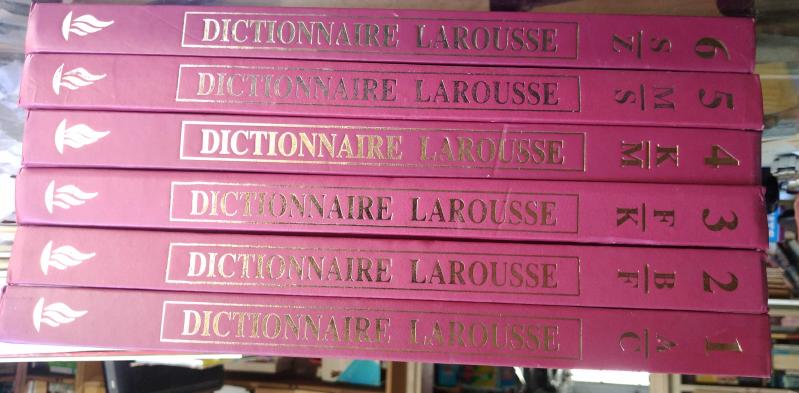 DICTIONNAIRE LAROUSSE S Z 6
DICTIONNAIRE LAROUSSE M S 5
DICTIONNAIRE LAROUSSE K M 4
DICTIONNAIRE LAROUSSE F K 3
DICTIONNAIRE LAROUSSE B F 2
DICTIONNAIRE LAROUSSE A C 1